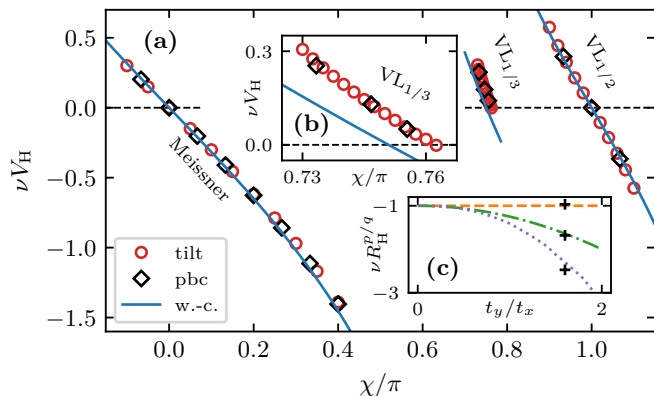 (a)
νV_H
0.5
0.0
−0.5
−1.0
−1.5
0.0
0.2
0.4
0.6
0.8
1.0
χ/π
Meissner
VL_{1/3}
VL_{1/2}
tilt
pbc
w.-c.
(b)
νV_H
0.3
0.0
0.73
0.76
χ/π
VL_{1/3}
(c)
νR_H^{p/q}
−1
−3
0
2
t_y/t_x